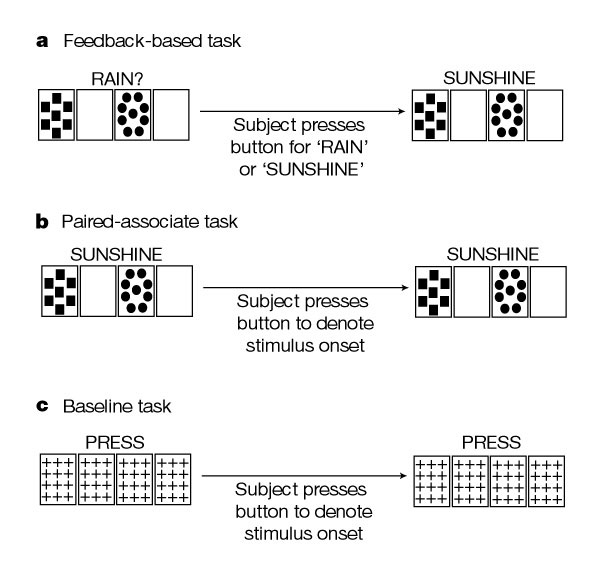 a Feedback-based task
RAIN?
SUNSHINE
Subject presses
button for ‘RAIN’
or ‘SUNSHINE’
b Paired-associate task
SUNSHINE
SUNSHINE
Subject presses
button to denote
stimulus onset
c Baseline task
PRESS
PRESS
Subject presses
button to denote
stimulus onset